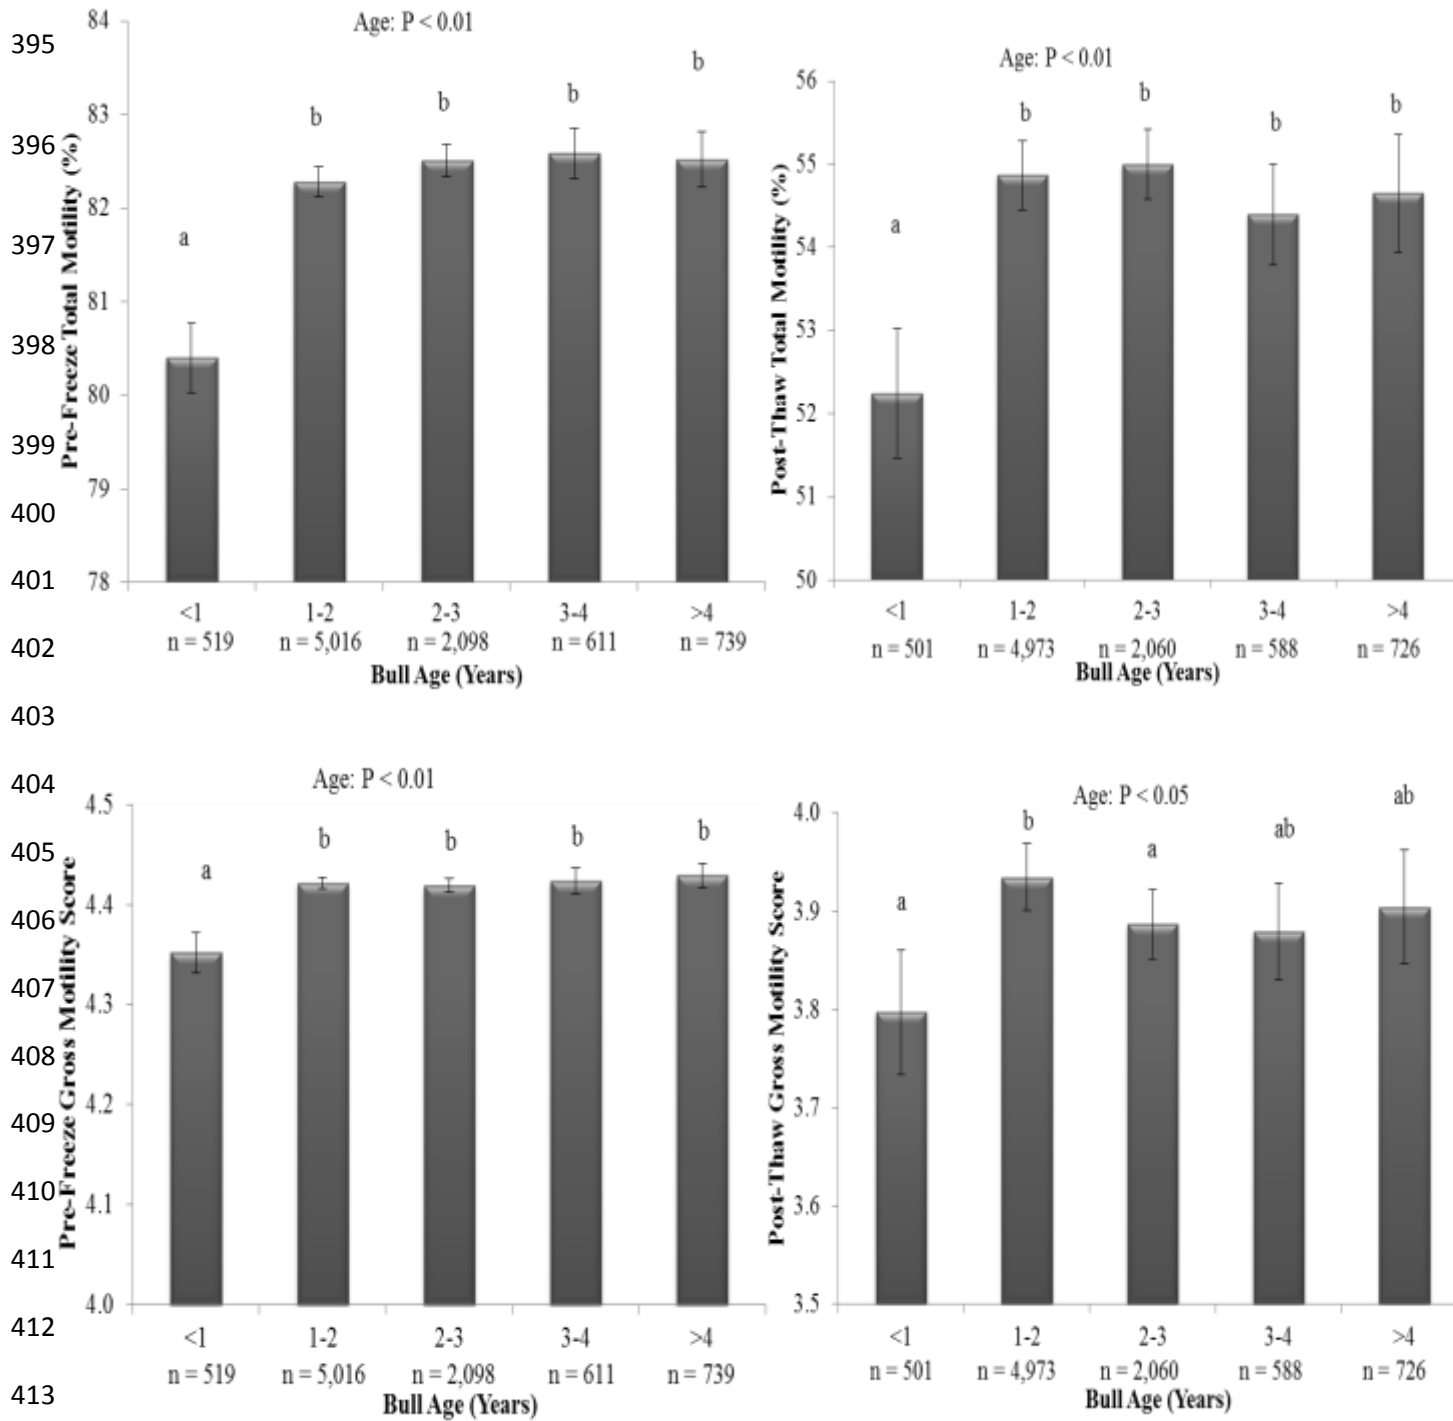 395
396
397
398
399
400
401
402
403
404
405
406
407
408
409
410
411
412
413
Age: P < 0.01
Pre-Freeze Total Motility (%)
84
83
82
81
80
79
78
a
b
b
b
b
<1
1-2
2-3
3-4
>4
n = 519
n = 5,016
n = 2,098
n = 611
n = 739
Bull Age (Years)
Age: P < 0.01
Post-Thaw Total Motility (%)
56
55
54
53
52
51
50
a
b
b
b
b
<1
1-2
2-3
3-4
>4
n = 501
n = 4,973
n = 2,060
n = 588
n = 726
Bull Age (Years)
Age: P < 0.01
Pre-Freeze Gross Motility Score
4.5
4.4
4.3
4.2
4.1
4.0
a
b
b
b
b
<1
1-2
2-3
3-4
>4
n = 519
n = 5,016
n = 2,098
n = 611
n = 739
Bull Age (Years)
Age: P < 0.05
Post-Thaw Gross Motility Score
4.0
3.9
3.8
3.7
3.6
3.5
a
b
a
ab
ab
<1
1-2
2-3
3-4
>4
n = 501
n = 4,973
n = 2,060
n = 588
n = 726
Bull Age (Years)